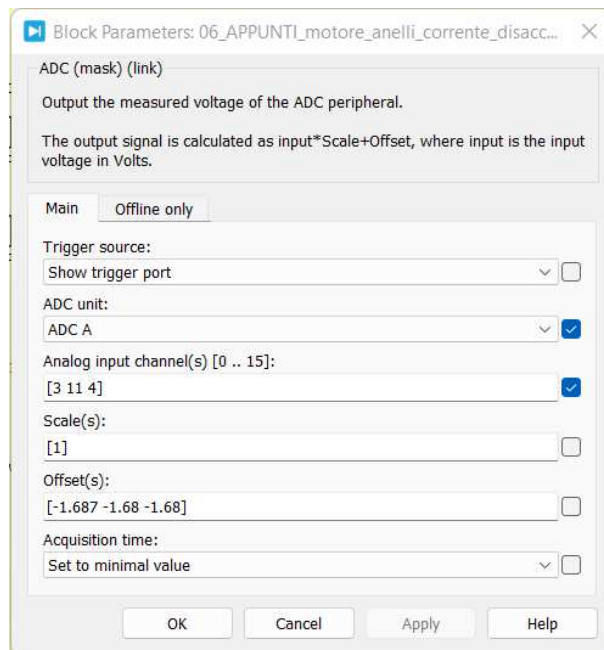 Block Parameters: 06_APPUNTI_motore_anelli_corrente_disacc...
ADC (mask) (link)
Output the measured voltage of the ADC peripheral.
The output signal is calculated as input*Scale+Offset, where input is the input
voltage in Volts.
Main Offline only
Trigger source:
Show trigger port
ADC unit:
ADC A
Analog input channel(s) [0 .. 15]:
[3 11 4]
Scale(s):
[1]
Offset(s):
[-1.687 -1.68 -1.68]
Acquisition time:
Set to minimal value
OK Cancel Apply Help